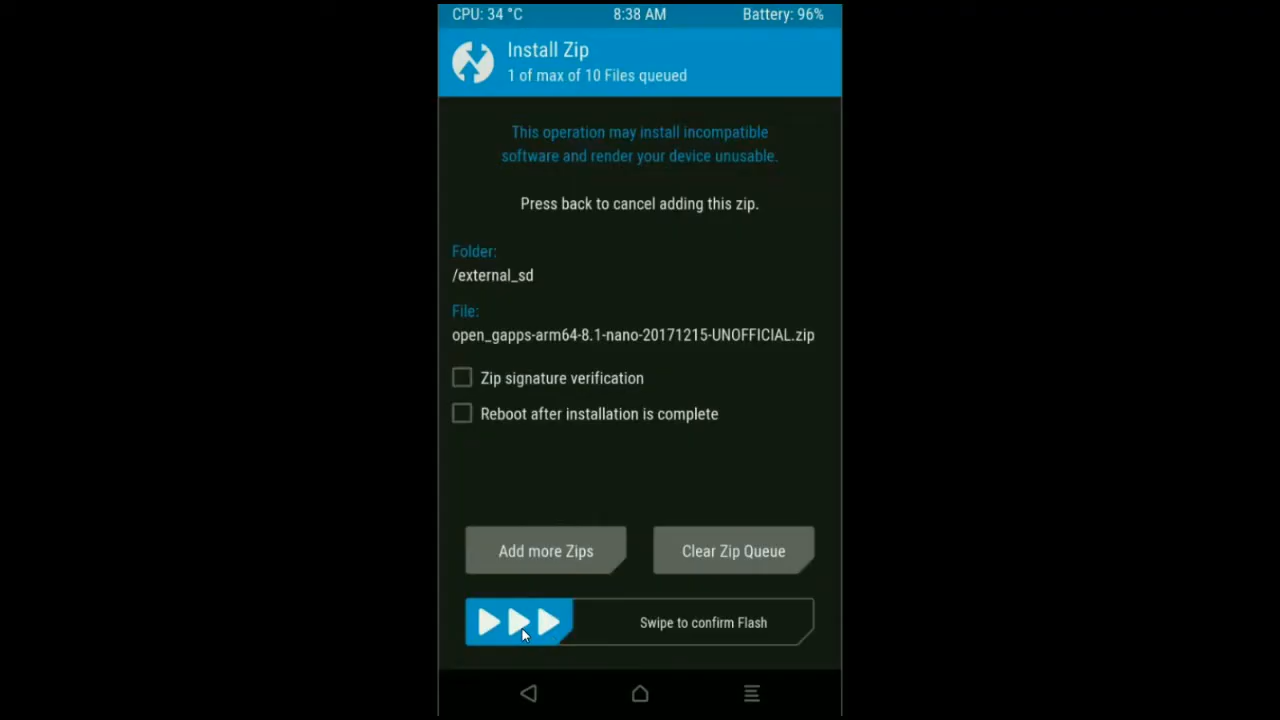 CPU: 34 °C 8:38 AM Battery: 96%
Install Zip
1 of max of 10 Files queued
This operation may install incompatible
software and render your device unusable.
Press back to cancel adding this zip.
Folder:
/external_sd
File:
open_gapps-arm64-8.1-nano-20171215-UNOFFICIAL.zip
Zip signature verification
Reboot after installation is complete
Add more Zips Clear Zip Queue
Swipe to confirm Flash